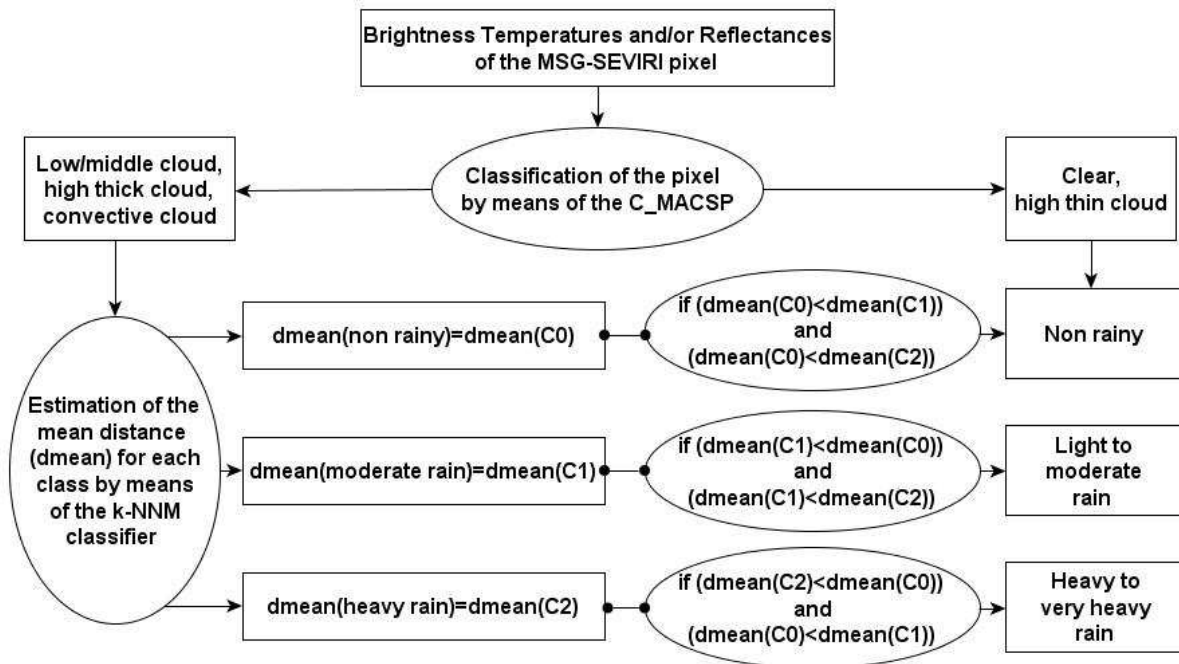 Brightness Temperatures and/or Reflectances
of the MSG-SEVIRI pixel
Low/middle cloud,
high thick cloud,
convective cloud
Classification of the pixel
by means of the C_MACSP
Clear,
high thin cloud
Estimation of the
mean distance
(dmean) for each
class by means
of the k-NNM
classifier
dmean(non rainy)=dmean(C0)
if (dmean(C0)<dmean(C1))
and
(dmean(C0)<dmean(C2))
Non rainy
dmean(moderate rain)=dmean(C1)
if (dmean(C1)<dmean(C0))
and
(dmean(C1)<dmean(C2))
Light to
moderate
rain
dmean(heavy rain)=dmean(C2)
if (dmean(C2)<dmean(C0))
and
(dmean(C0)<dmean(C1))
Heavy to
very heavy
rain